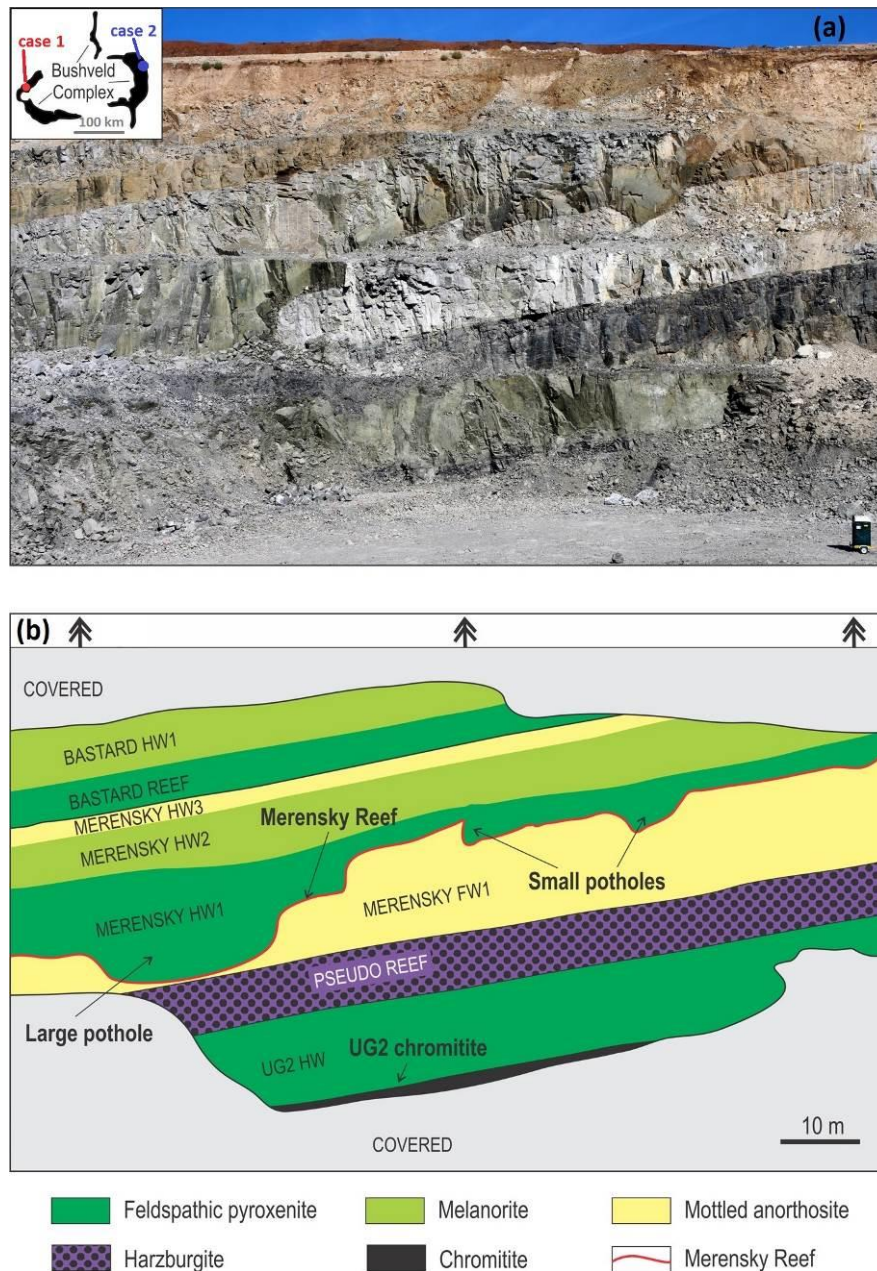 (a)
case 1
case 2
Bushveld
Complex
100 km
(b)
COVERED
BASTARD HW1
BASTARD REEF
MERENSKY HW3
Merensky Reef
MERENSKY HW2
Small potholes
MERENSKY HW1
MERENSKY FW1
PSEUDO REEF
Large pothole
UG2 HW
UG2 chromitite
10 m
COVERED
Feldspathic pyroxenite
Melanorite
Mottled anorthosite
Harzburgite
Chromitite
Merensky Reef